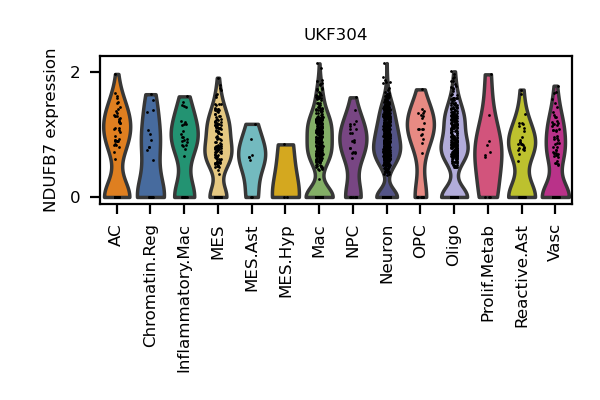 UKF304
NDUFB7 expression
2
0
AC
Chromatin.Reg
Inflammatory.Mac
MES
MES.Ast
MES.Hyp
Mac
NPC
Neuron
OPC
Oligo
Prolif.Metab
Reactive.Ast
Vasc